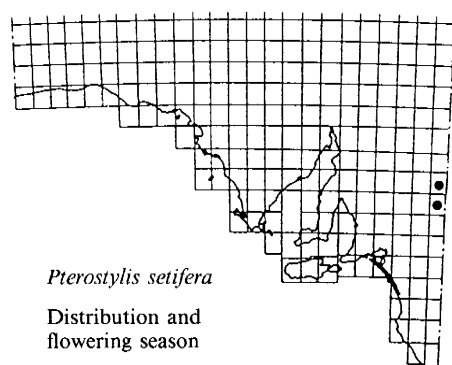 Pterostylis setifera
Distribution and
flowering season